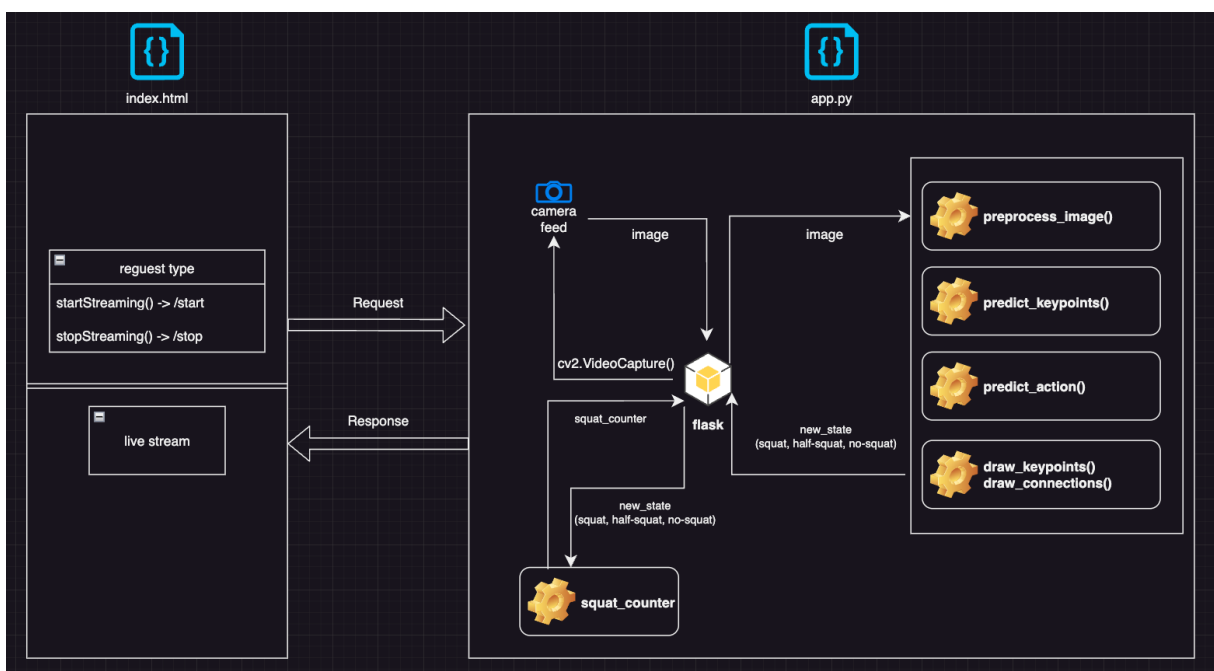 { }
index.html
reguest type
startStreaming() -> /start
stopStreaming() -> /stop
live stream
Request
Response
{ }
app.py
camera
feed
image
cv2.VideoCapture()
flask
squat_counter
new_state
(squat, half-squat, no-squat)
squat_counter
image
new_state
(squat, half-squat, no-squat)
preprocess_image()
predict_keypoints()
predict_action()
draw_keypoints()
draw_connections()